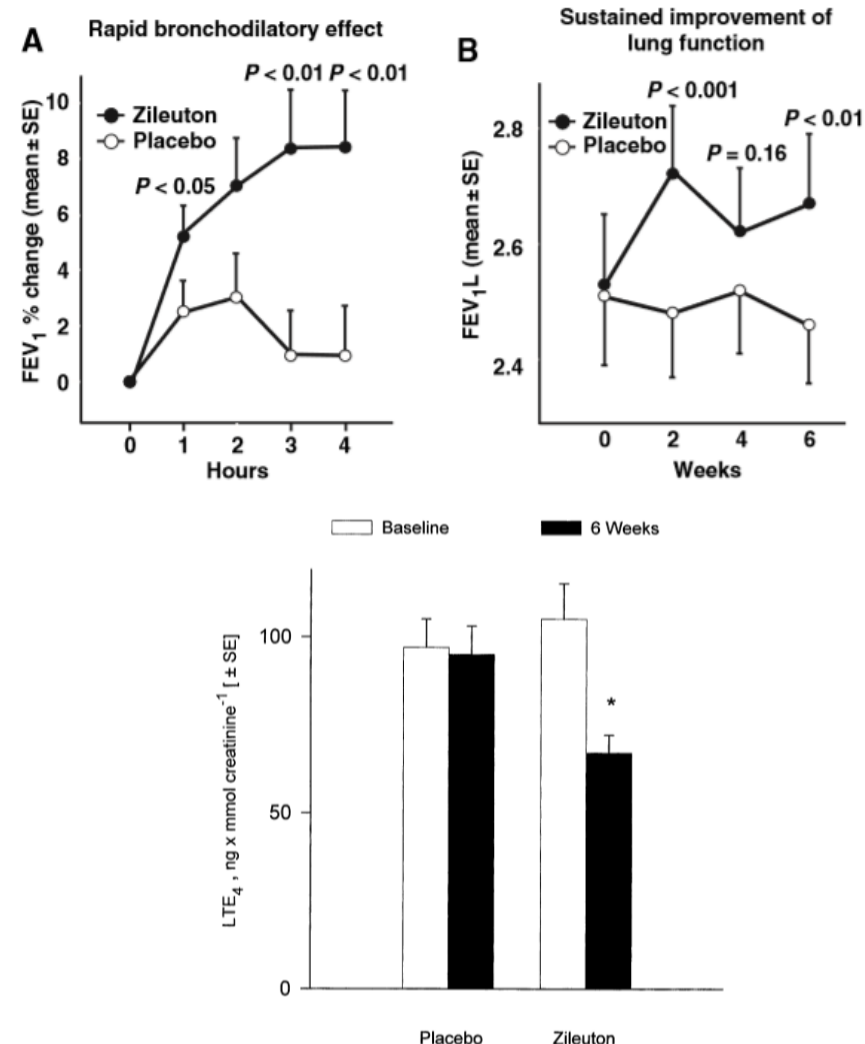 A
Rapid bronchodilatory effect
FEV1 % change (mean ± SE)
10
8
6
4
2
0
Zileuton
Placebo
P < 0.05
P < 0.01 P < 0.01
0 1 2 3 4
Hours
B
Sustained improvement of
lung function
FEV1L (mean ± SE)
2.8
2.6
2.4
Zileuton
Placebo
P < 0.001
P = 0.16
P < 0.01
0 2 4 6
Weeks
Baseline 6 Weeks
LTE4 , ng x mmol creatinine-1 [ ± SE]
100
50
0
*
Placebo Zileuton